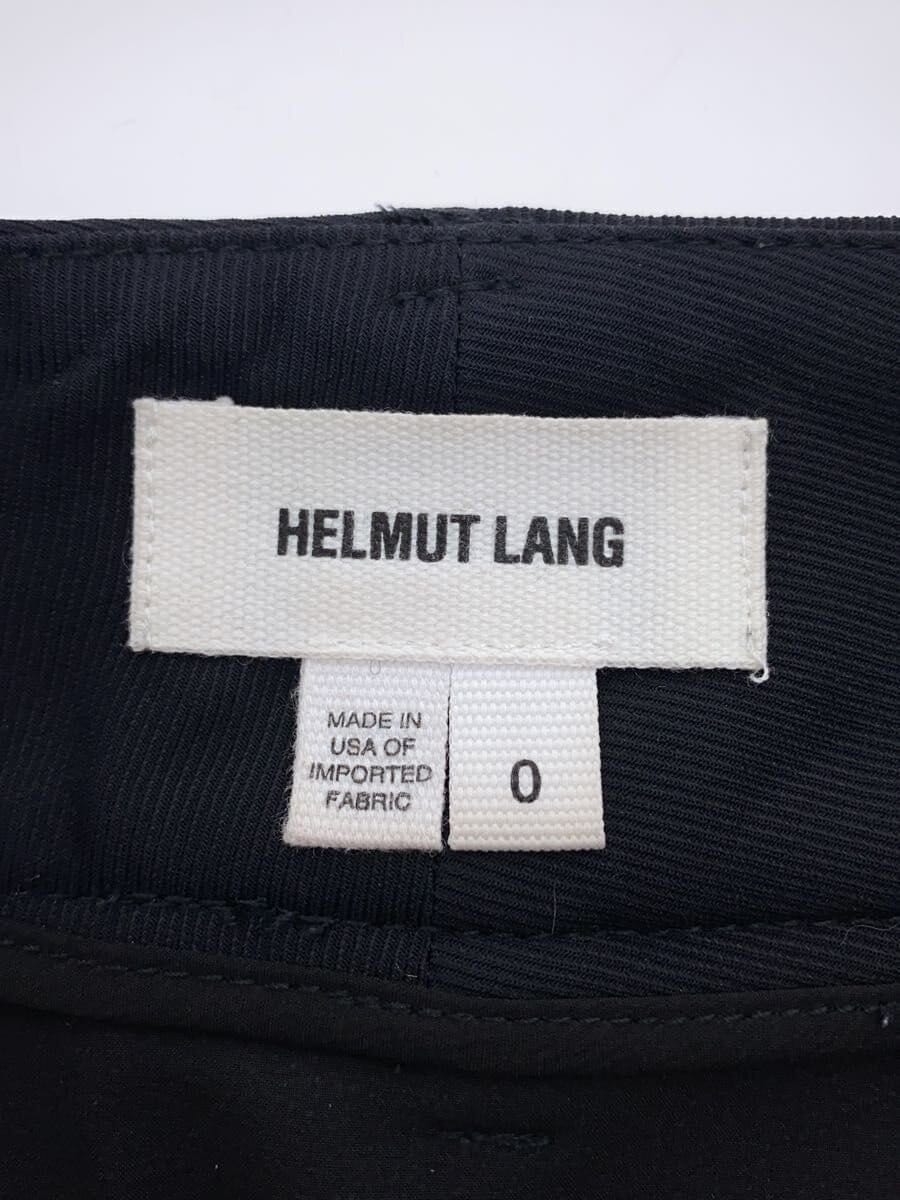 HELMUT LANG
MADE IN
USA OF
IMPORTED
FABRIC
0